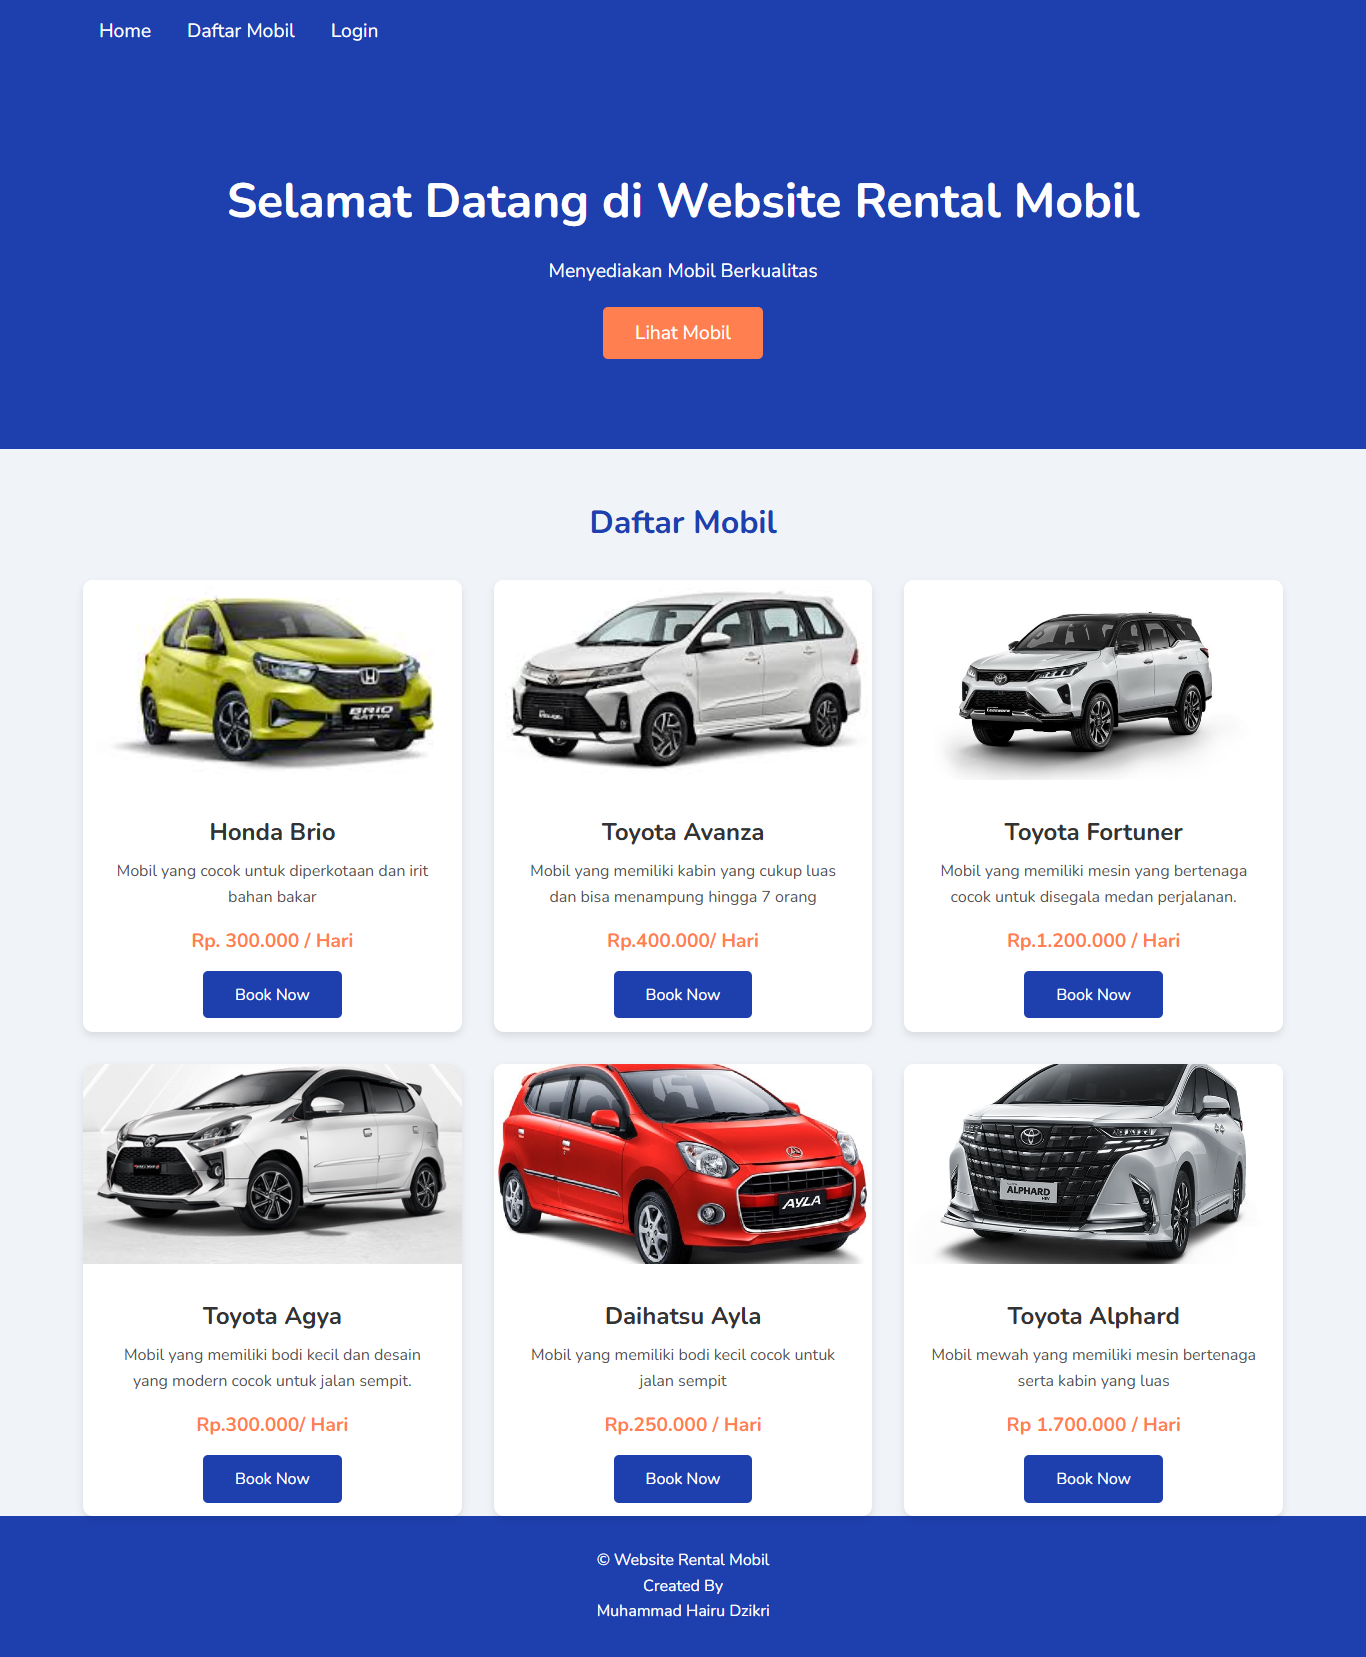 Home Daftar Mobil Login
Selamat Datang di Website Rental Mobil
Menyediakan Mobil Berkualitas
Lihat Mobil
Daftar Mobil
BRIO
SATYA
Honda Brio
Mobil yang cocok untuk diperkotaan dan irit
bahan bakar
Rp. 300.000 / Hari
Book Now
Toyota Avanza
Mobil yang memiliki kabin yang cukup luas
dan bisa menampung hingga 7 orang
Rp.400.000/ Hari
Book Now
Toyota Fortuner
Mobil yang memiliki mesin yang bertenaga
cocok untuk disegala medan perjalanan.
Rp.1.200.000 / Hari
Book Now
Toyota Agya
Mobil yang memiliki bodi kecil dan desain
yang modern cocok untuk jalan sempit.
Rp.300.000/ Hari
Book Now
AYLA
Daihatsu Ayla
Mobil yang memiliki bodi kecil cocok untuk
jalan sempit
Rp.250.000 / Hari
Book Now
ALPHARD
HEV
Toyota Alphard
Mobil mewah yang memiliki mesin bertenaga
serta kabin yang luas
Rp 1.700.000 / Hari
Book Now
© Website Rental Mobil
Created By
Muhammad Hairu Dzikri